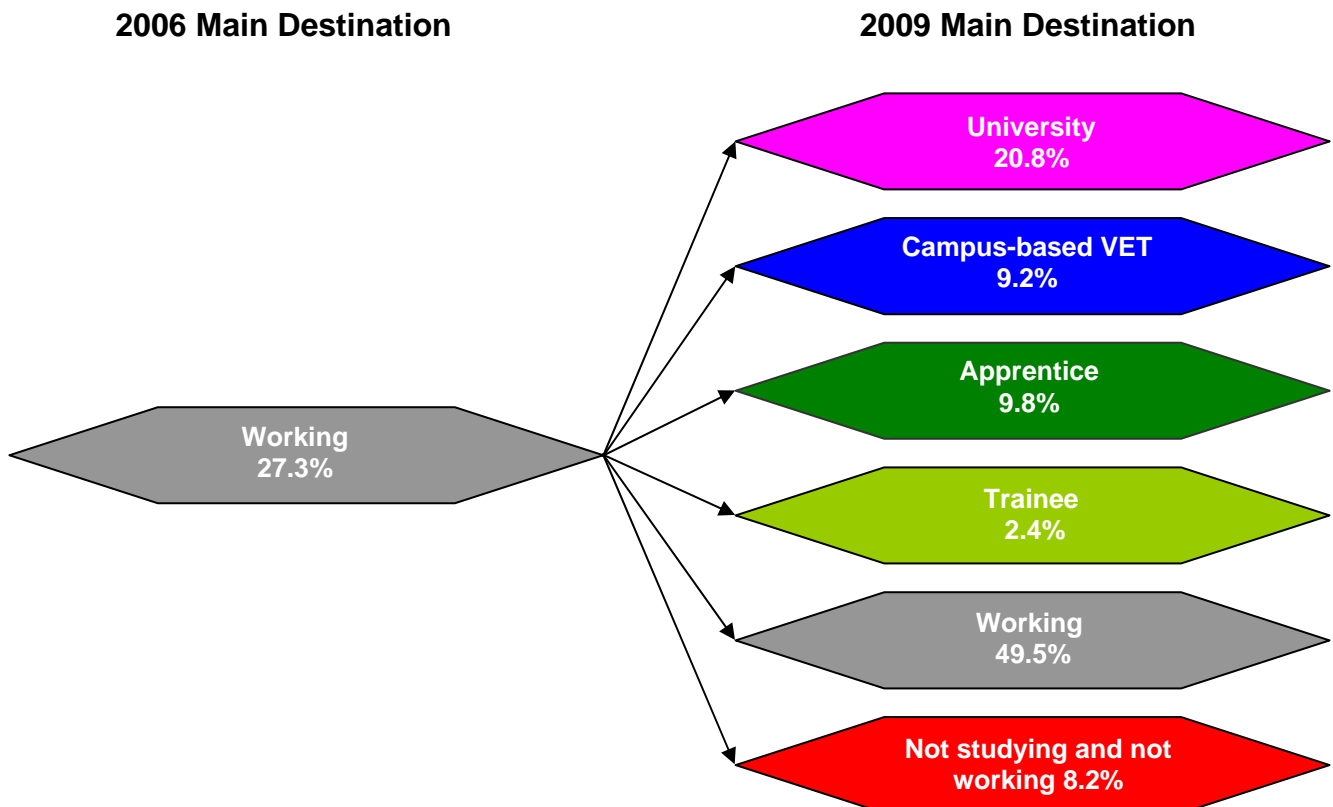 2006 Main Destination
2009 Main Destination
University
20.8%
Campus-based VET
9.2%
Apprentice
9.8%
Working
27.3%
Trainee
2.4%
Working
49.5%
Not studying and not
working 8.2%